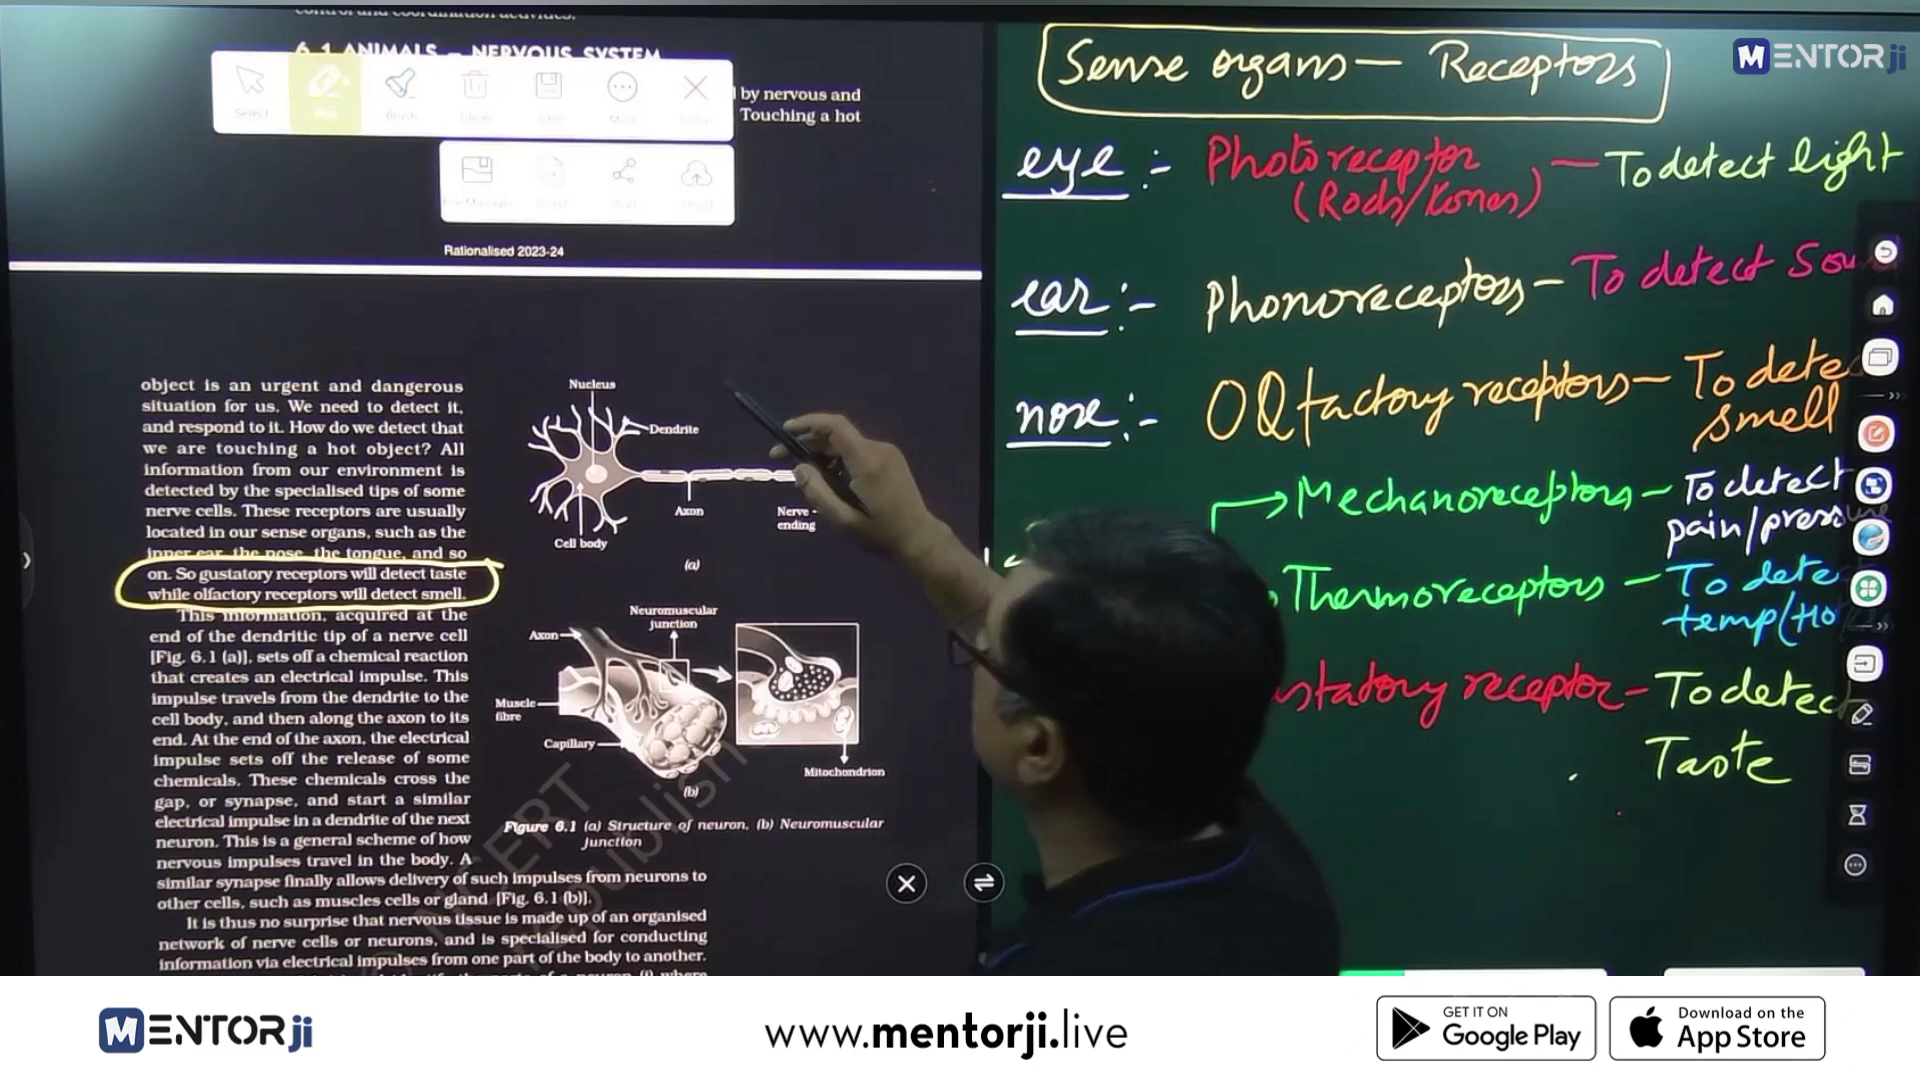 control and coordination activities.
6.1 ANIMALS – NERVOUS SYSTEM
by nervous and
Touching a hot
Select
Pen
Brush
Rationalised 2023-24
object is an urgent and dangerous
situation for us. We need to detect it,
and respond to it. How do we detect that
we are touching a hot object? All
information from our environment is
detected by the specialised tips of some
nerve cells. These receptors are usually
located in our sense organs, such as the
inner ear, the nose, the tongue, and so
on. So gustatory receptors will detect taste
while olfactory receptors will detect smell.
This information, acquired at the
end of the dendritic tip of a nerve cell
[Fig. 6.1 (a)], sets off a chemical reaction
that creates an electrical impulse. This
impulse travels from the dendrite to the
cell body, and then along the axon to its
end. At the end of the axon, the electrical
impulse sets off the release of some
chemicals. These chemicals cross the
gap, or synapse, and start a similar
electrical impulse in a dendrite of the next
neuron. This is a general scheme of how
nervous impulses travel in the body. A
similar synapse finally allows delivery of such impulses from neurons to
other cells, such as muscles cells or gland [Fig. 6.1 (b)].
It is thus no surprise that nervous tissue is made up of an organised
network of nerve cells or neurons, and is specialised for conducting
information via electrical impulses from one part of the body to another.
Nucleus
Dendrite
Axon
Nerve -
ending
Cell body
(a)
Neuromuscular
junction
Axon
Muscle
fibre
Capillary
Mitochondrion
(b)
Figure 6.1 (a) Structure of neuron, (b) Neuromuscular
junction
NCERT
republish
Sense organs — Receptors
eye :- Photoreceptor — To detect light
(Rods/Cones)
ear :- Phonoreceptors – To detect Sou
nose :- Olfactory receptors – To dete
smell
Mechanoreceptors – To detect
pain/pressure
Thermoreceptors – To dete
temp/Ho
ustatory receptor – To detect
Taste
MENTORji
MENTORji
www.mentorji.live
GET IT ON
Google Play
Download on the
App Store